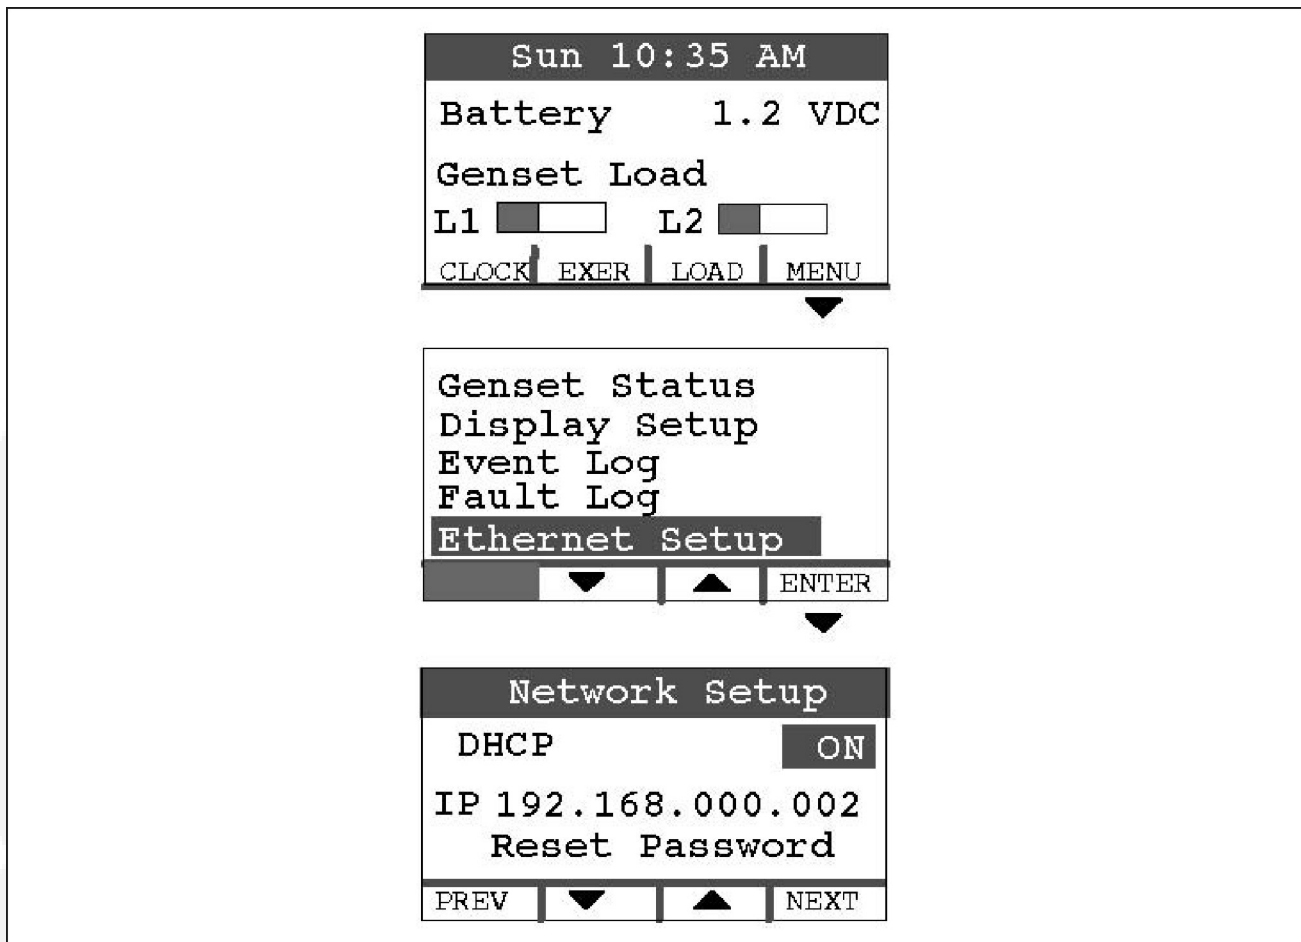 Sun 10:35 AM
Battery 1.2 VDC
Genset Load
L1 L2
CLOCK EXER LOAD MENU
Genset Status
Display Setup
Event Log
Fault Log
Ethernet Setup
ENTER
Network Setup
DHCP ON
IP 192.168.000.002
Reset Password
PREV NEXT